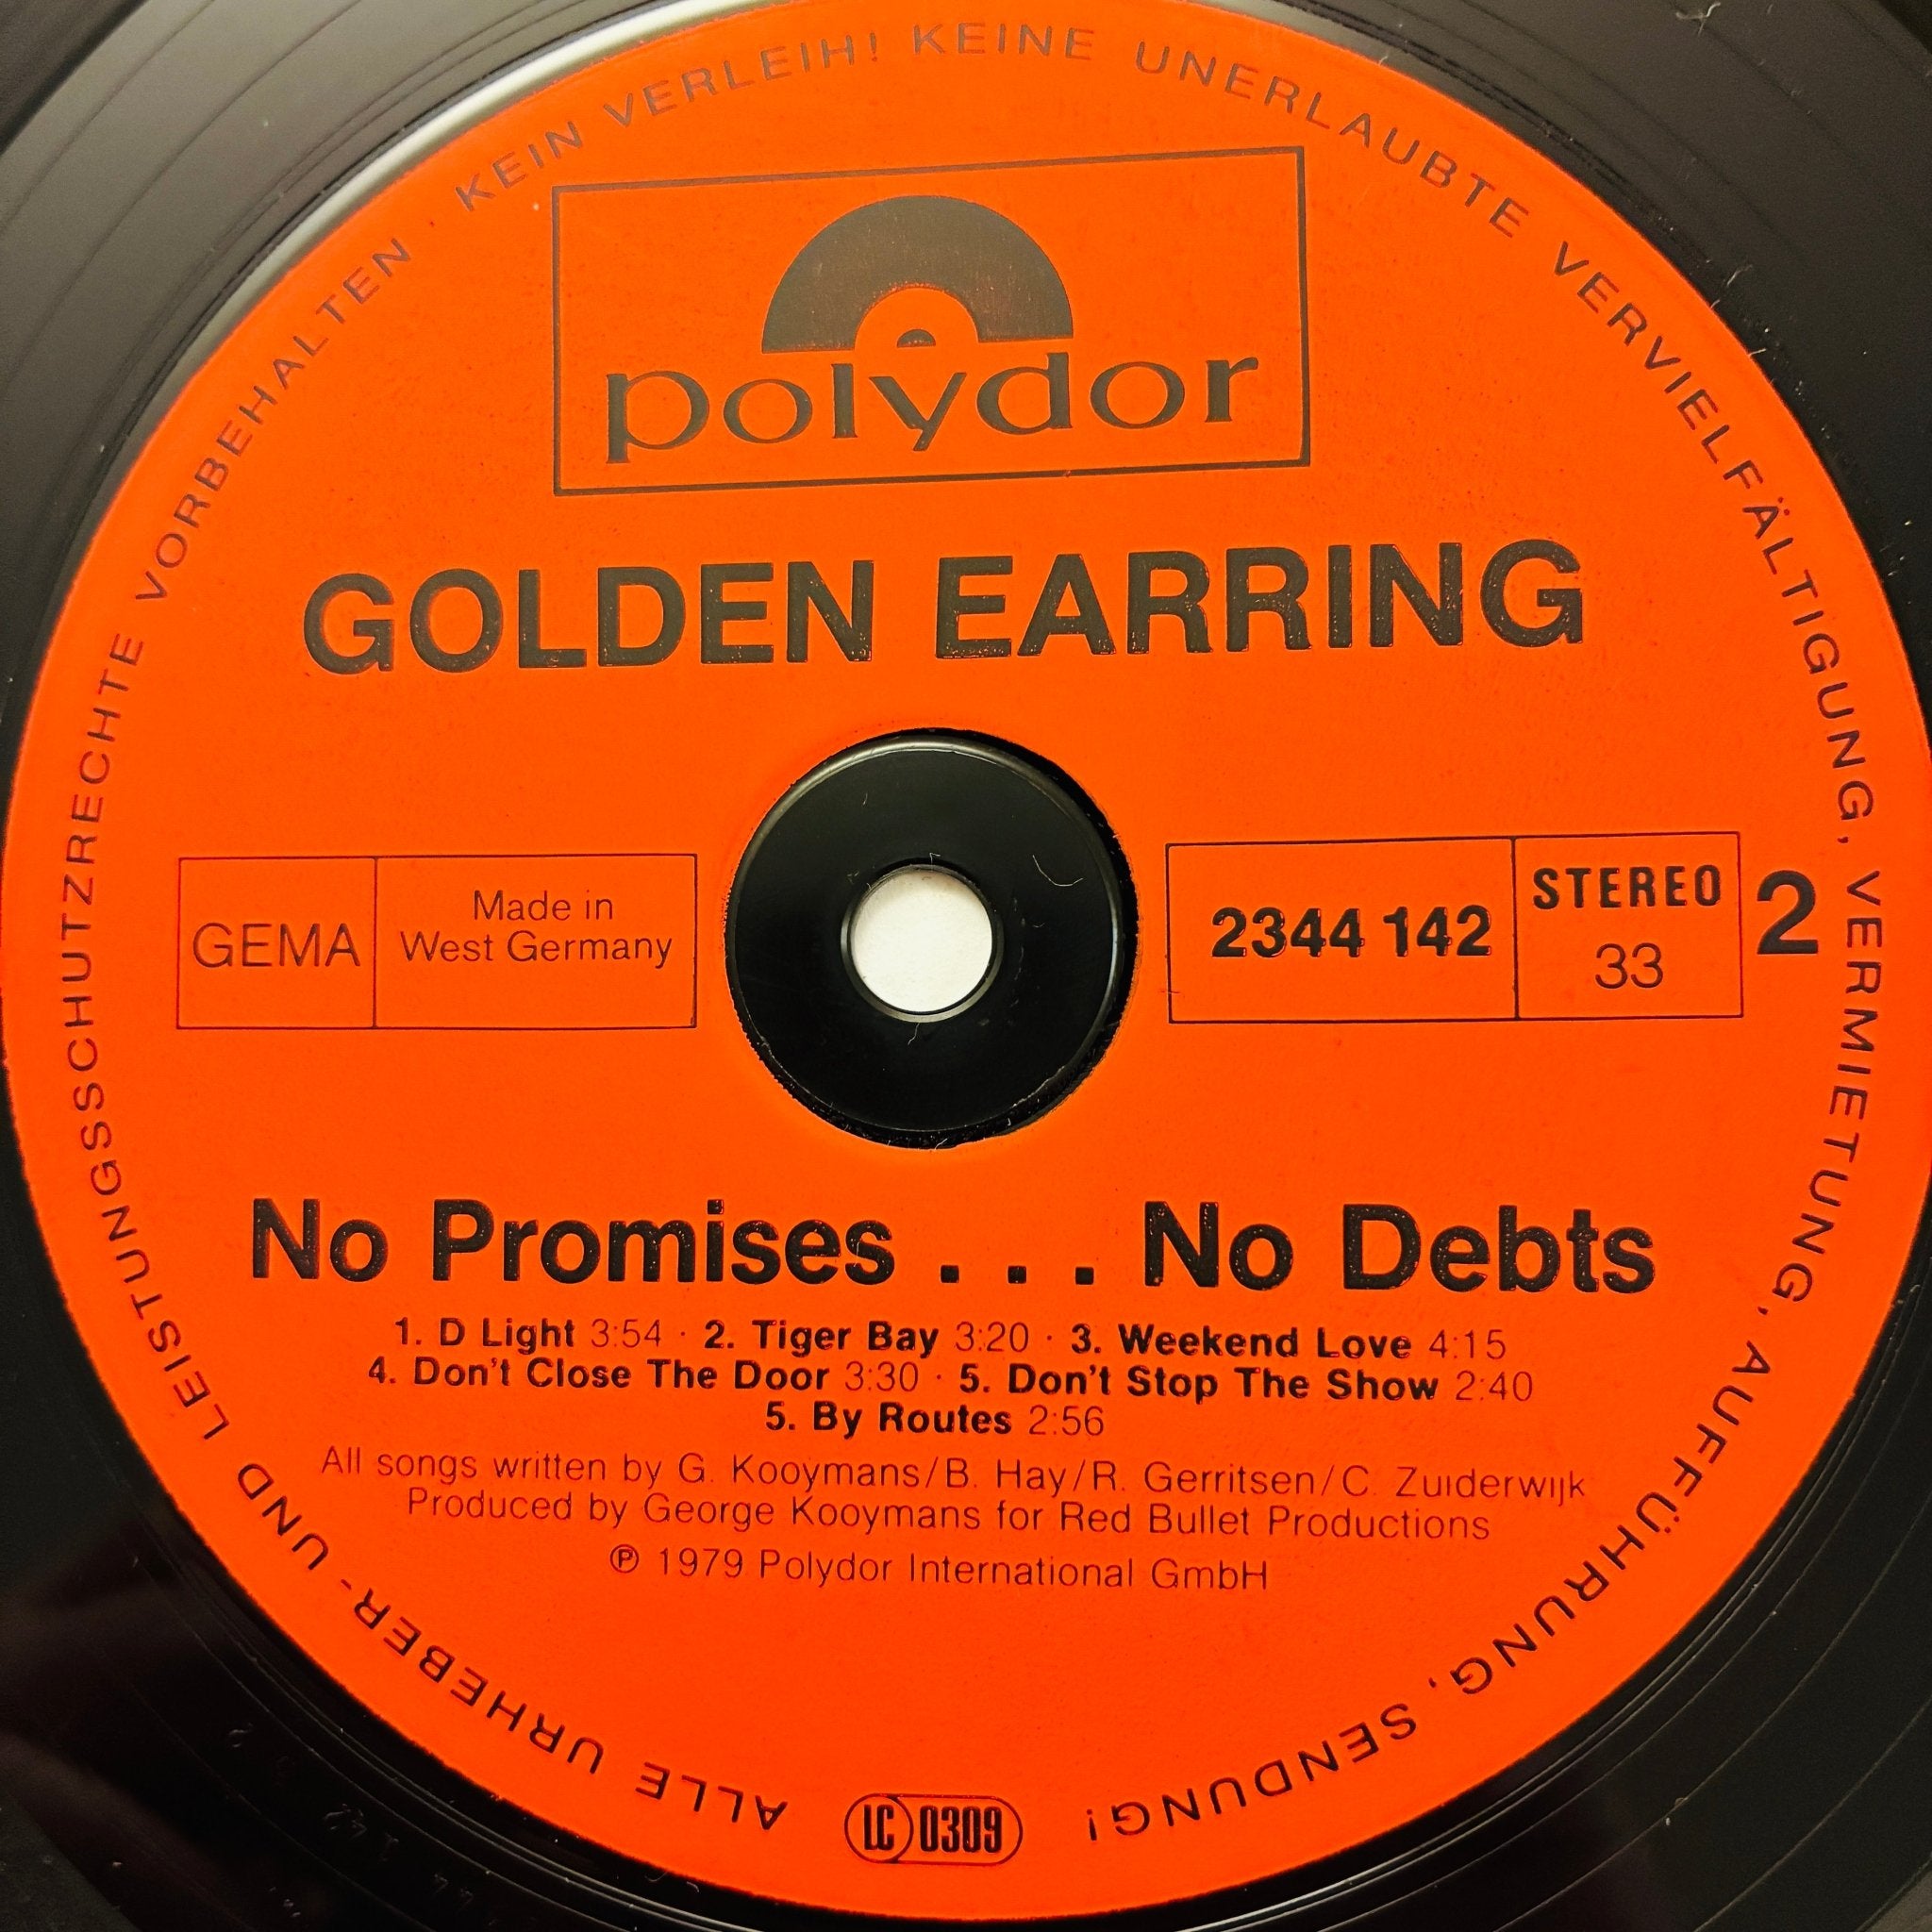 ALLE URHEBER- UND LEISTUNGSSCHUTZRECHTE VORBEHALTEN · KEIN VERLEIH! KEINE UNERLAUBTE VERVIELFÄLTIGUNG, VERMIETUNG, AUFFÜHRUNG, SENDUNG!
polydor
GOLDEN EARRING
GEMA
Made in
West Germany
2344 142
STEREO
33
2
No Promises . . . No Debts
1. D Light 3:54 · 2. Tiger Bay 3:20 · 3. Weekend Love 4:15
4. Don't Close The Door 3:30 · 5. Don't Stop The Show 2:40
5. By Routes 2:56
All songs written by G. Kooymans/B. Hay/R. Gerritsen/C. Zuiderwijk
Produced by George Kooymans for Red Bullet Productions
℗ 1979 Polydor International GmbH
LC 0309